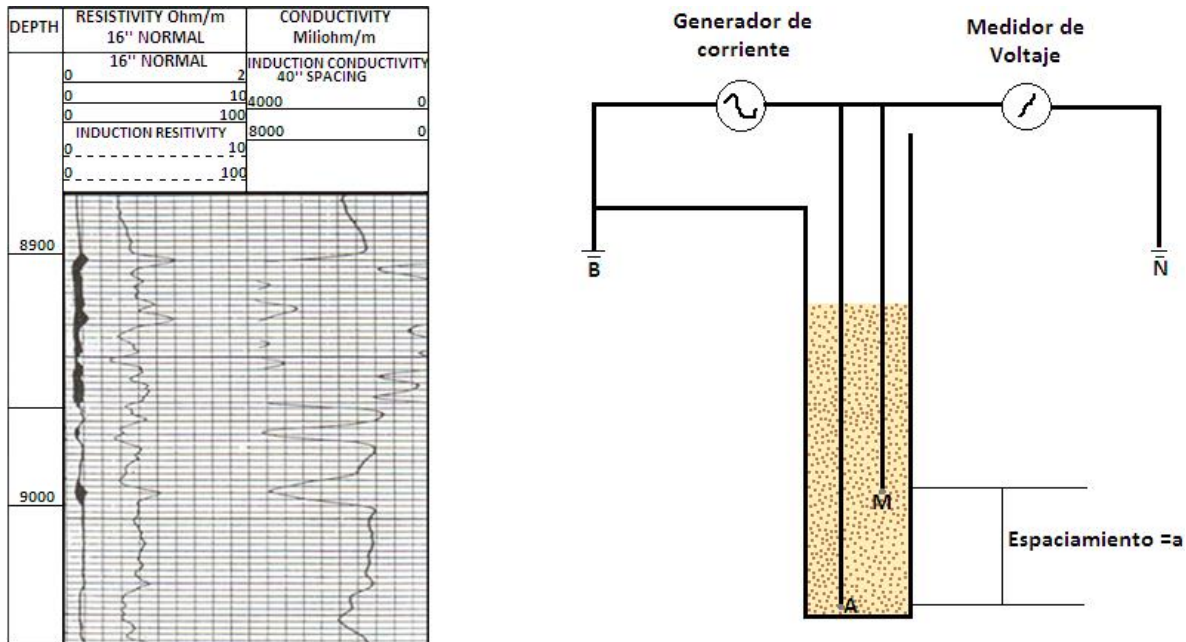 DEPTH
RESISTIVITY Ohm/m
16'' NORMAL
CONDUCTIVITY
Miliohm/m
16'' NORMAL
0 2
0 10
0 100
INDUCTION RESITIVITY
0 10
0 100
INDUCTION CONDUCTIVITY
40'' SPACING
4000 0
8000 0
8900
9000
Generador de
corriente
Medidor de
Voltaje
B
N
M
A
Espaciamiento =a